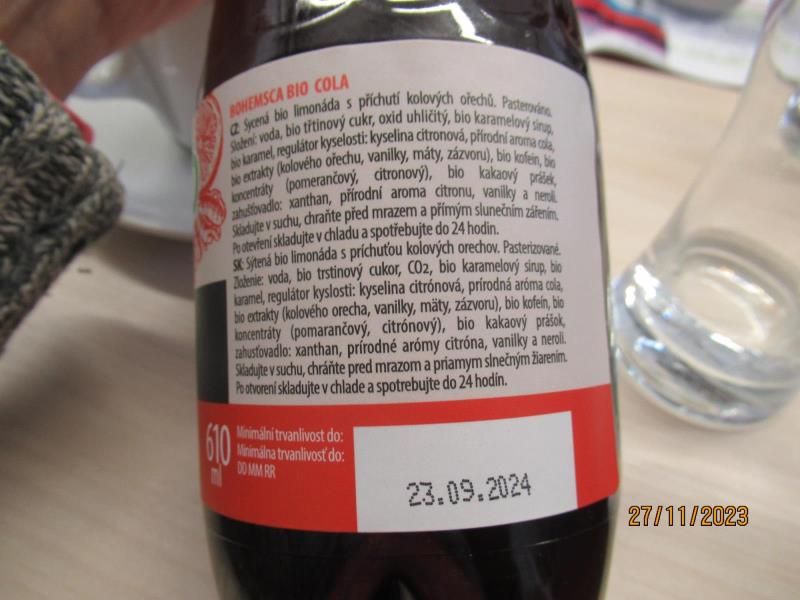 BOHEMSCA BIO COLA
CZ: Sycená bio limonáda s příchutí kolových ořechů. Pasterováno.
Složení: voda, bio třtinový cukr, oxid uhličitý, bio karamelový sirup,
bio karamel, regulátor kyselosti: kyselina citronová, přírodní aroma cola,
bio extrakty (kolového ořechu, vanilky, máty, zázvoru), bio kofein, bio
koncentráty (pomerančový, citronový), bio kakaový prášek,
zahušťovadlo: xanthan, přírodní aroma citronu, vanilky a neroli.
Skladujte v suchu, chraňte před mrazem a přímým slunečním zářením.
Po otevření skladujte v chladu a spotřebujte do 24 hodin.
SK: Sýtená bio limonáda s príchuťou kolových orechov. Pasterizované.
Zloženie: voda, bio trstinový cukor, CO2, bio karamelový sirup, bio
karamel, regulátor kyslosti: kyselina citrónová, prírodná aróma cola,
bio extrakty (kolového orecha, vanilky, mäty, zázvoru), bio kofeín, bio
koncentráty (pomarančový, citrónový), bio kakaový prášok,
zahusťovadlo: xanthan, prírodné arómy citróna, vanilky a neroli.
Skladujte v suchu, chráňte pred mrazom a priamym slnečným žiarením.
Po otvorení skladujte v chlade a spotrebujte do 24 hodín.
610 ml
Minimální trvanlivost do:
Minimálna trvanlivosť do:
DD MM RR
23.09.2024
27/11/2023